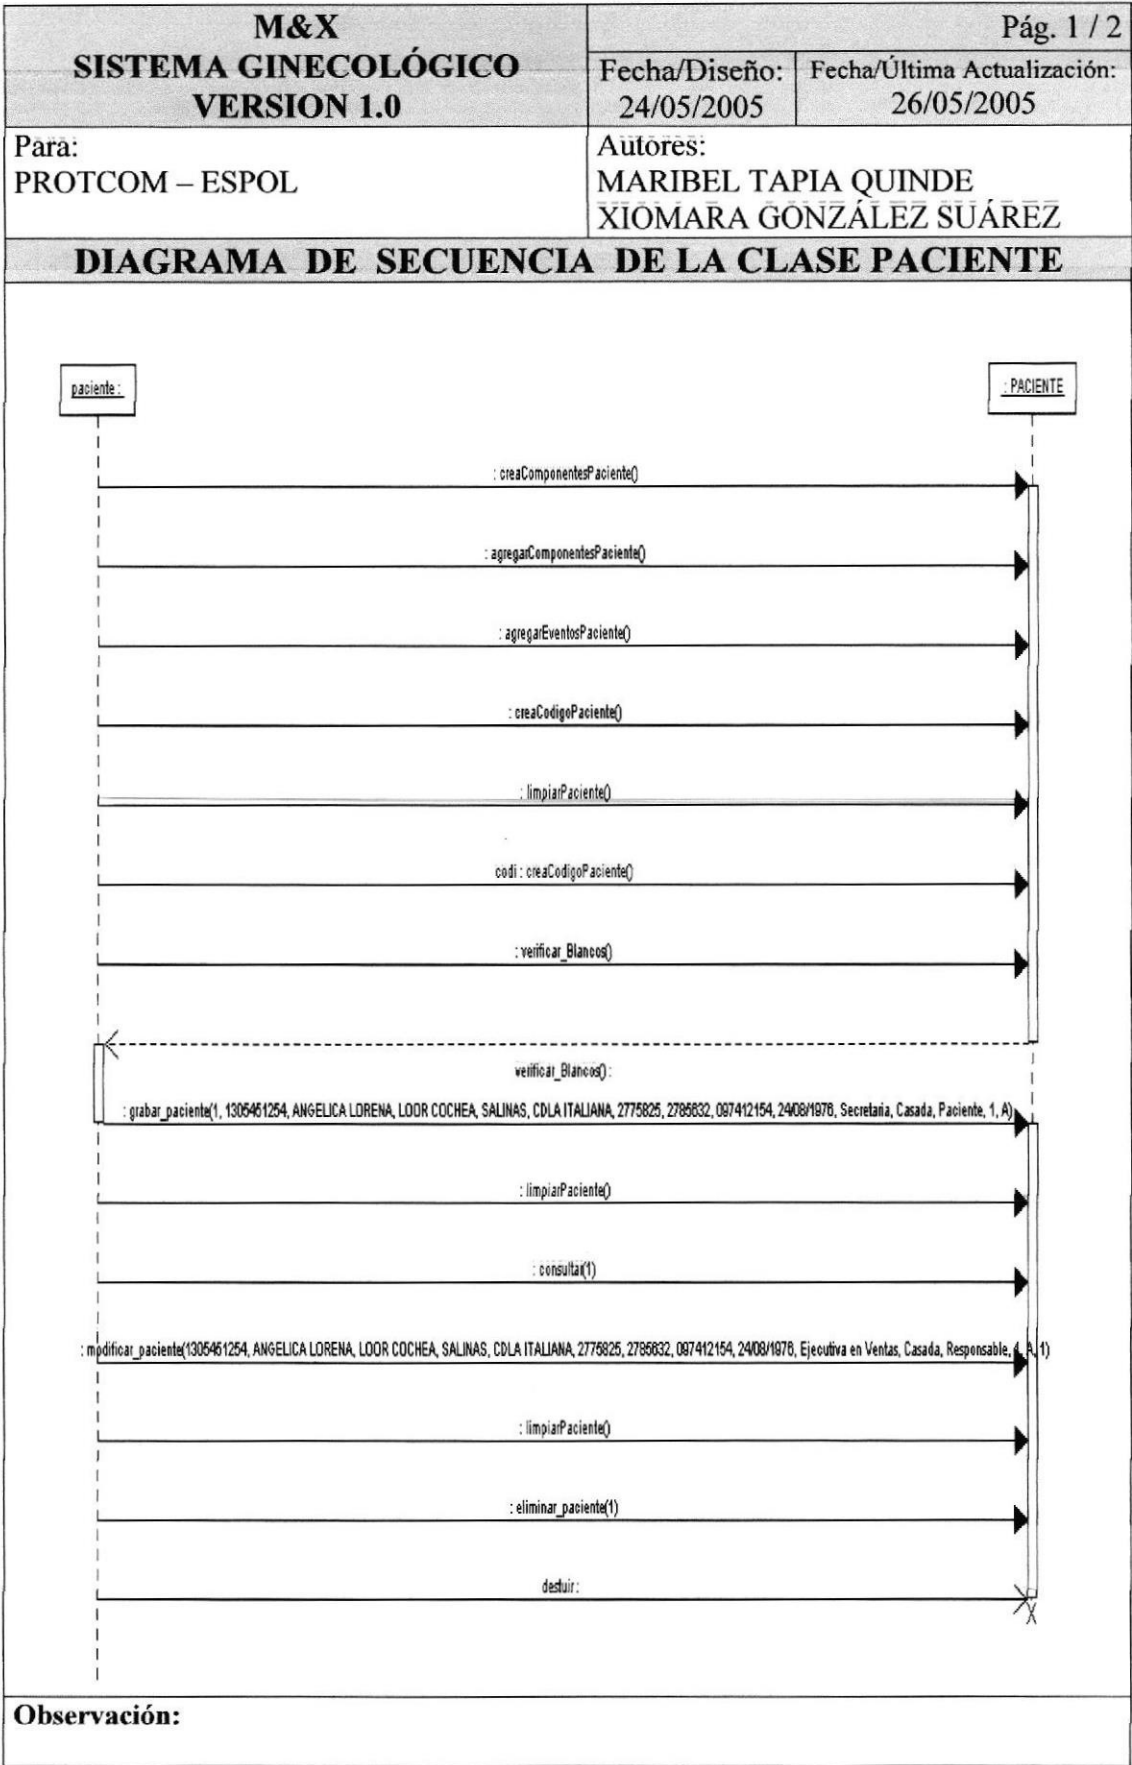 M&X
SISTEMA GINECOLÓGICO
VERSION 1.0
Pág. 1 / 2
Fecha/Diseño:
24/05/2005
Fecha/Última Actualización:
26/05/2005
Para:
PROTCOM – ESPOL
Autores:
MARIBEL TAPIA QUINDE
XIOMARA GONZÁLEZ SUÁREZ
DIAGRAMA DE SECUENCIA DE LA CLASE PACIENTE
paciente :
: PACIENTE
: creaComponentesPaciente()
: agregarComponentesPaciente()
: agregarEventosPaciente()
: creaCodigoPaciente()
: limpiarPaciente()
codi : creaCodigoPaciente()
: verificar_Blancos()
verificar_Blancos() :
: grabar_paciente(1, 1305451254, ANGELICA LORENA, LOOR COCHEA, SALINAS, CDLA ITALIANA, 2775825, 2785632, 097412154, 24/08/1976, Secretaria, Casada, Paciente, 1, A)
: limpiarPaciente()
: consultar(1)
: modificar_paciente(1305451254, ANGELICA LORENA, LOOR COCHEA, SALINAS, CDLA ITALIANA, 2775825, 2785632, 097412154, 24/08/1976, Ejecutiva en Ventas, Casada, Responsable, 1, A, 1)
: limpiarPaciente()
: eliminar_paciente(1)
destuir :
Observación: